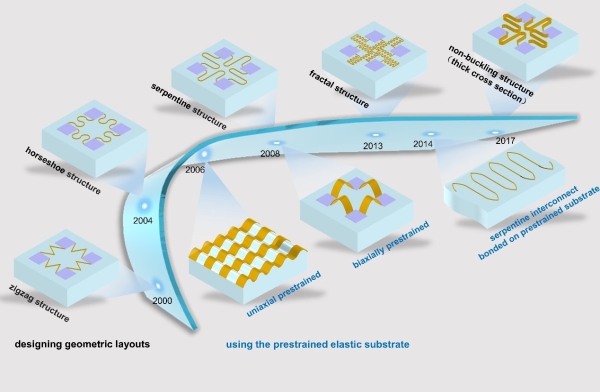 non-buckling structure
(thick cross section)
fractal structure
serpentine structure
horseshoe structure
zigzag structure
2000
2004
2006
2008
2013
2014
2017
uniaxial prestrained
biaxially prestrained
serpentine interconnect
bonded on prestrained substrate
designing geometric layouts
using the prestrained elastic substrate